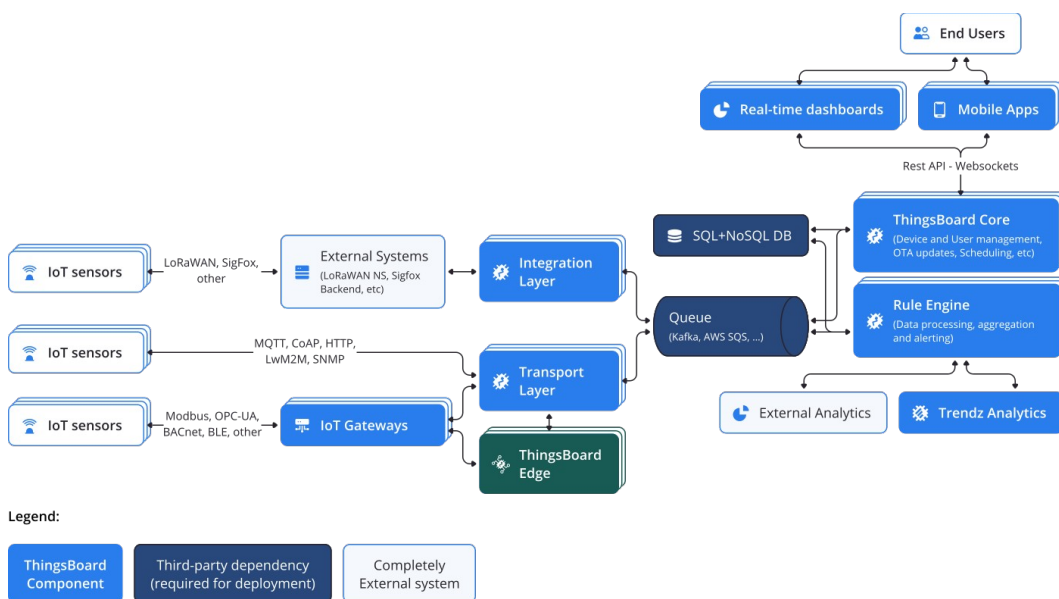 End Users
Real-time dashboards
Mobile Apps
Rest API - Websockets
ThingsBoard Core
(Device and User management,
OTA updates, Scheduling, etc)
SQL+NoSQL DB
IoT sensors
LoRaWAN, SigFox,
other
External Systems
(LoRaWAN NS, Sigfox
Backend, etc)
Integration
Layer
Queue
(Kafka, AWS SQS, ...)
Rule Engine
(Data processing, aggregation
and alerting)
IoT sensors
MQTT, CoAP, HTTP,
LwM2M, SNMP
Transport
Layer
External Analytics
Trendz Analytics
IoT sensors
Modbus, OPC-UA,
BACnet, BLE, other
IoT Gateways
ThingsBoard
Edge
Legend:
ThingsBoard
Component
Third-party dependency
(required for deployment)
Completely
External system